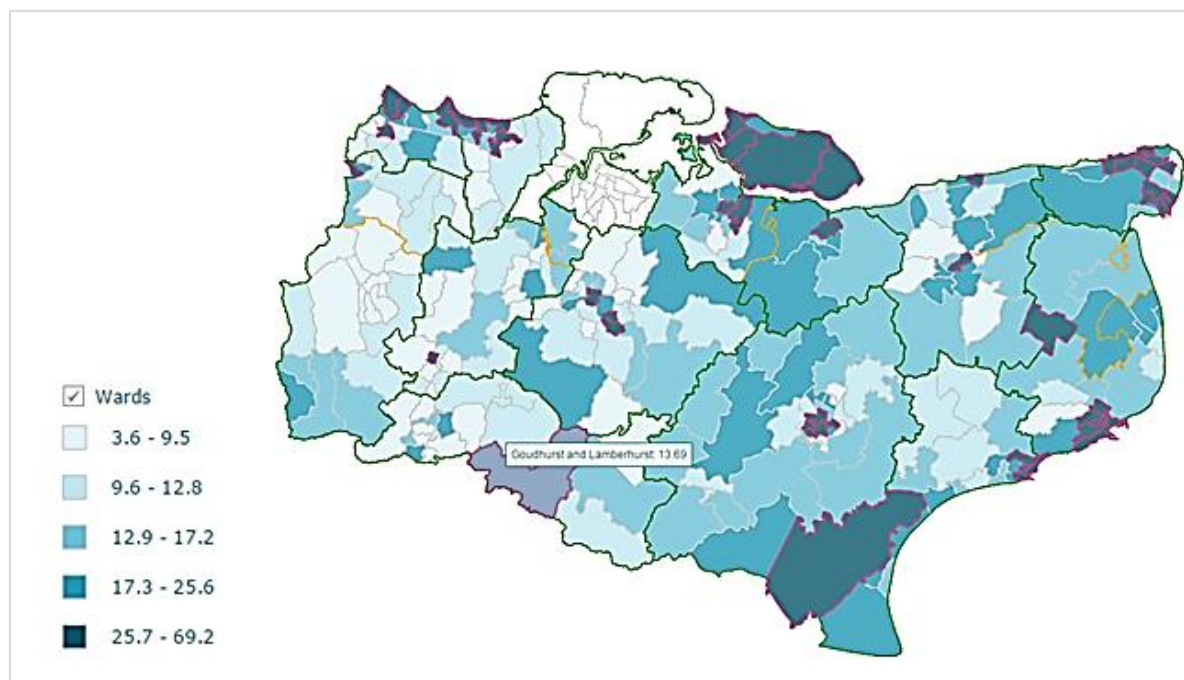 Goudhurst and Lamberhurst: 13.69
✓ Wards
3.6 - 9.5
9.6 - 12.8
12.9 - 17.2
17.3 - 25.6
25.7 - 69.2